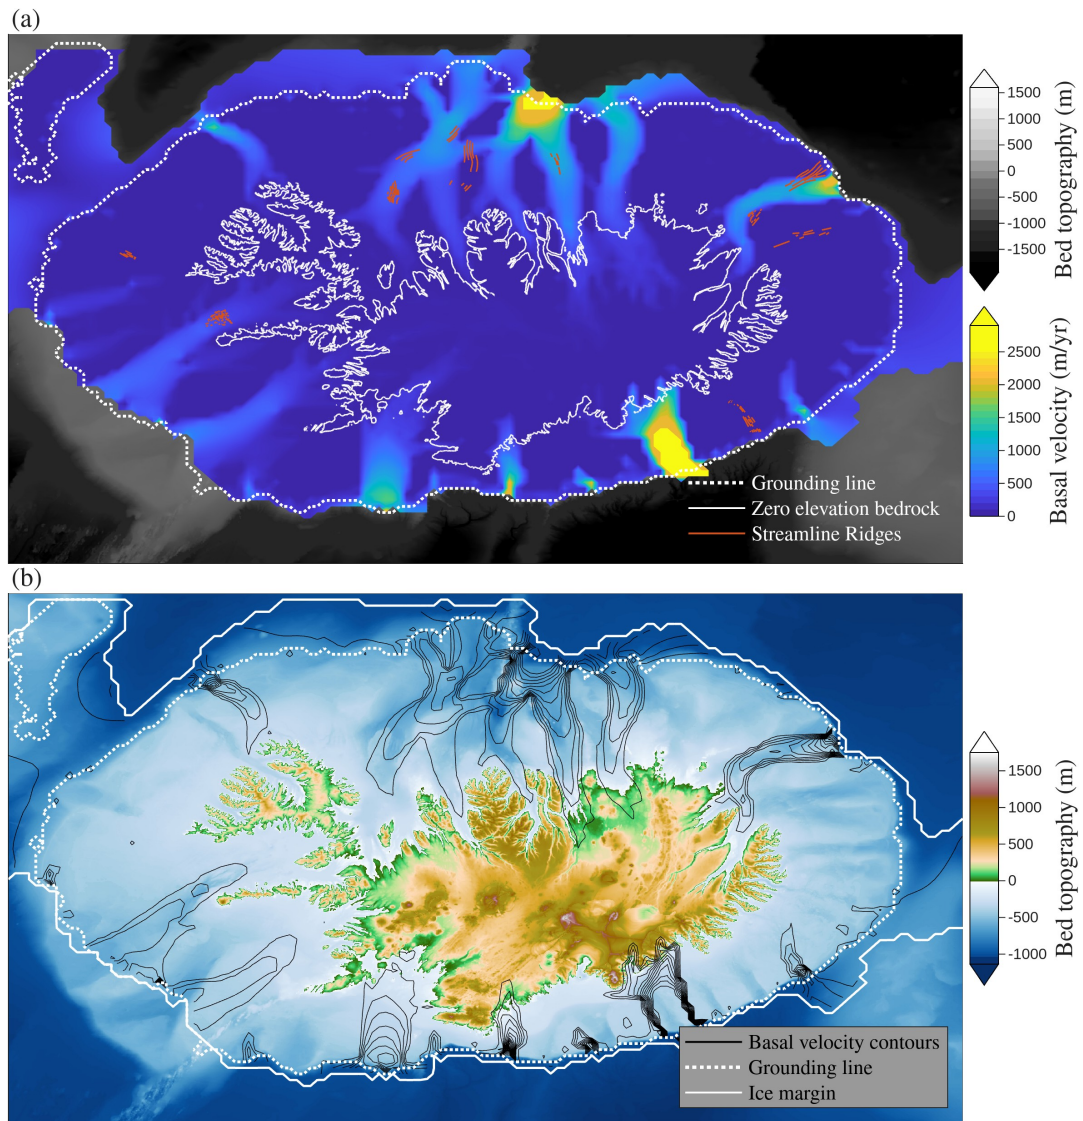 (a)
1500
1000
500
0
−500
−1000
−1500
Bed topography (m)
2500
2000
1500
1000
500
0
Basal velocity (m/yr)
Grounding line
Zero elevation bedrock
Streamline Ridges
(b)
1500
1000
500
0
−500
−1000
Bed topography (m)
Basal velocity contours
Grounding line
Ice margin